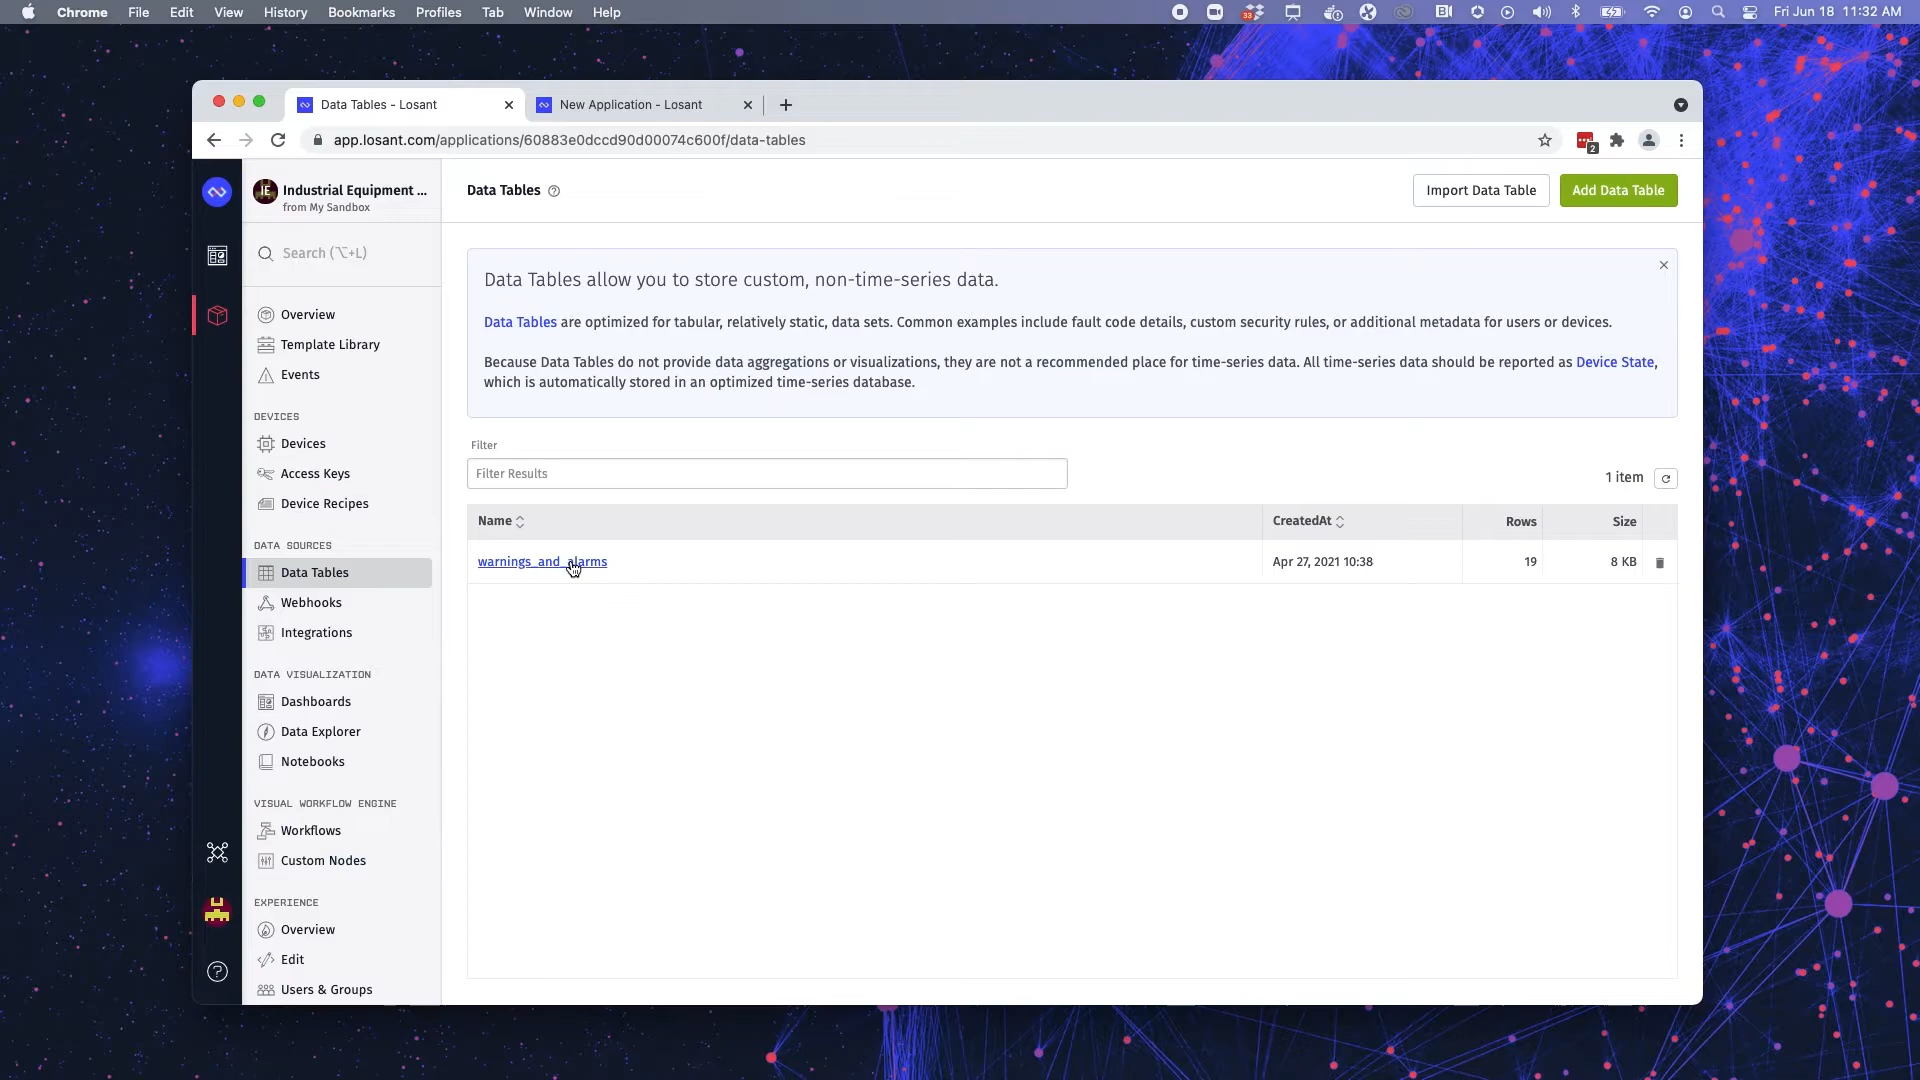 Chrome File Edit View History Bookmarks Profiles Tab Window Help
33
Fri Jun 18 11:32 AM
Data Tables - Losant
New Application - Losant
app.losant.com/applications/60883e0dccd90d00074c600f/data-tables
2
IE
Industrial Equipment ...
from My Sandbox
Data Tables
Import Data Table
Add Data Table
Search (⌥+L)
Data Tables allow you to store custom, non-time-series data.
Data Tables are optimized for tabular, relatively static, data sets. Common examples include fault code details, custom security rules, or additional metadata for users or devices.
Because Data Tables do not provide data aggregations or visualizations, they are not a recommended place for time-series data. All time-series data should be reported as Device State,
which is automatically stored in an optimized time-series database.
Overview
Template Library
Events
DEVICES
Devices
Access Keys
Device Recipes
DATA SOURCES
Data Tables
Webhooks
Integrations
DATA VISUALIZATION
Dashboards
Data Explorer
Notebooks
VISUAL WORKFLOW ENGINE
Workflows
Custom Nodes
EXPERIENCE
Overview
Edit
Users & Groups
Filter
Filter Results
1 item
Name CreatedAt Rows Size
warnings_and_alarms Apr 27, 2021 10:38 19 8 KB